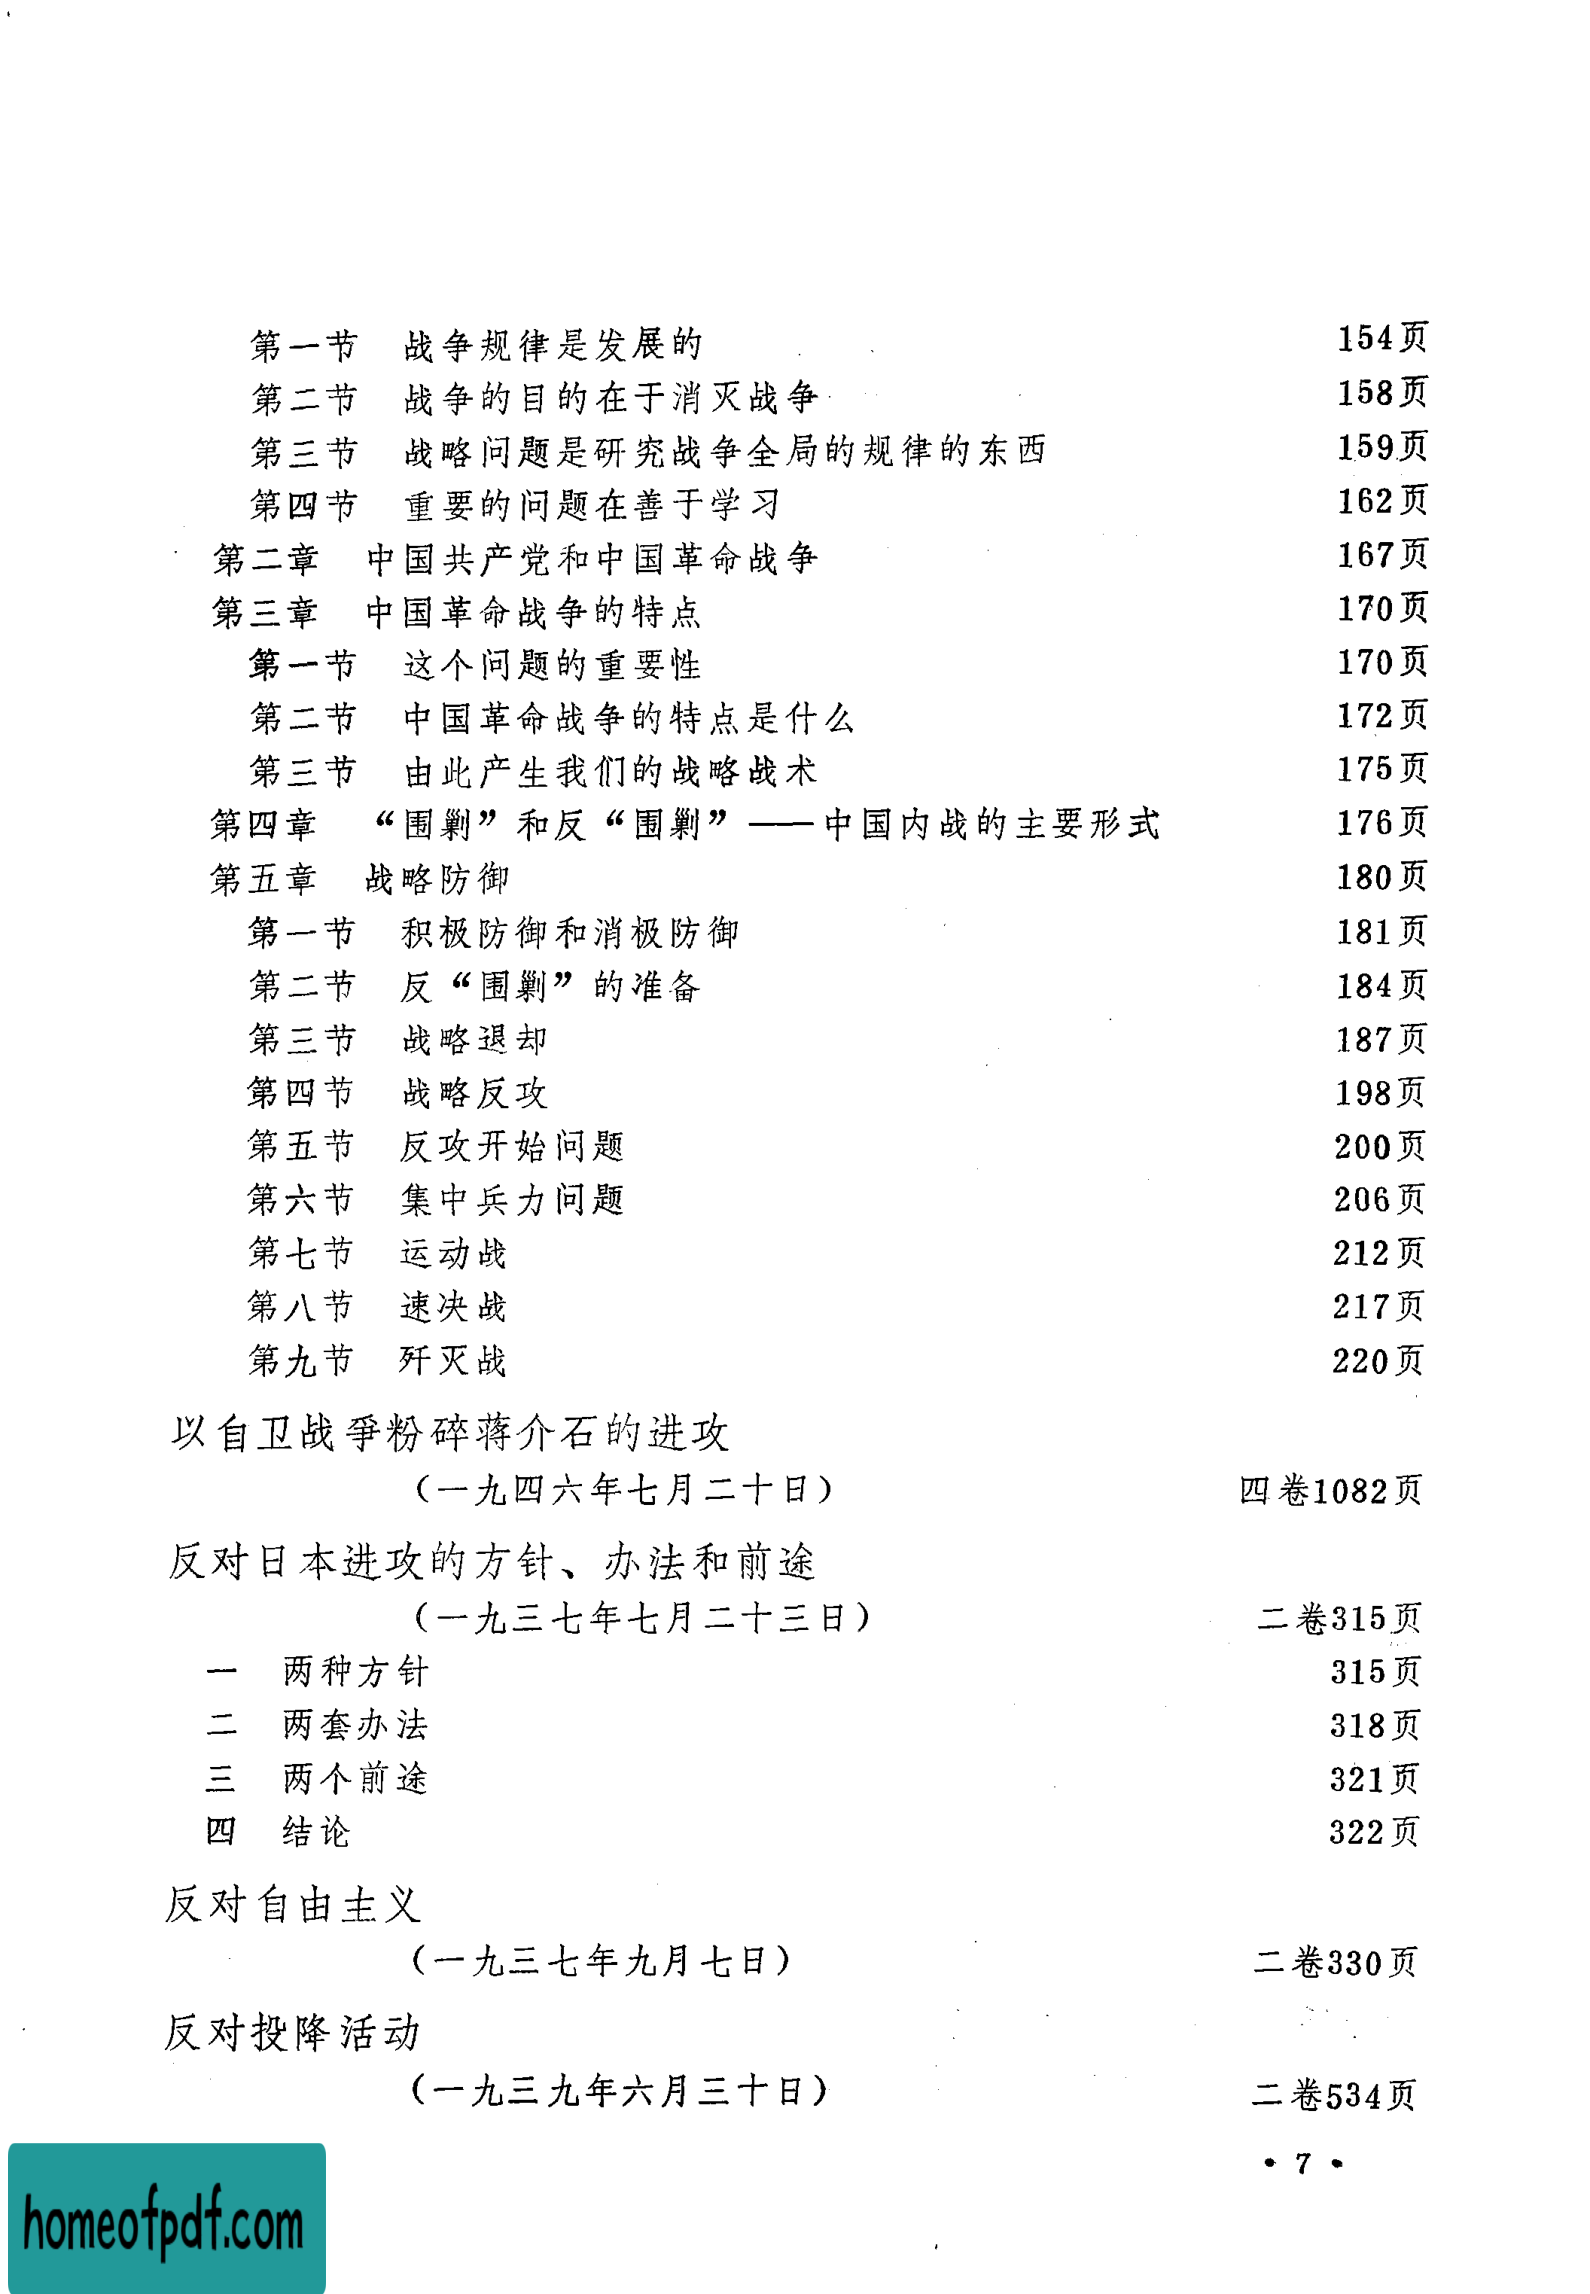 第一节 战争规律是发展的 154页
第二节 战争的目的在于消灭战争 158页
第三节 战略问题是研究战争全局的规律的东西 159页
第四节 重要的问题在善于学习 162页
第二章 中国共产党和中国革命战争 167页
第三章 中国革命战争的特点 170页
第一节 这个问题的重要性 170页
第二节 中国革命战争的特点是什么 172页
第三节 由此产生我们的战略战术 175页
第四章 “围剿”和反“围剿”——中国内战的主要形式 176页
第五章 战略防御 180页
第一节 积极防御和消极防御 181页
第二节 反“围剿”的准备 184页
第三节 战略退却 187页
第四节 战略反攻 198页
第五节 反攻开始问题 200页
第六节 集中兵力问题 206页
第七节 运动战 212页
第八节 速决战 217页
第九节 歼灭战 220页
以自卫战爭粉碎蒋介石的进攻
（一九四六年七月二十日） 四卷1082页
反对日本进攻的方针、办法和前途
（一九三七年七月二十三日） 二卷315页
一 两种方针 315页
二 两套办法 318页
三 两个前途 321页
四 结论 322页
反对自由主义
（一九三七年九月七日） 二卷330页
反对投降活动
（一九三九年六月三十日） 二卷534页
• 7 •
homeofpdf.com